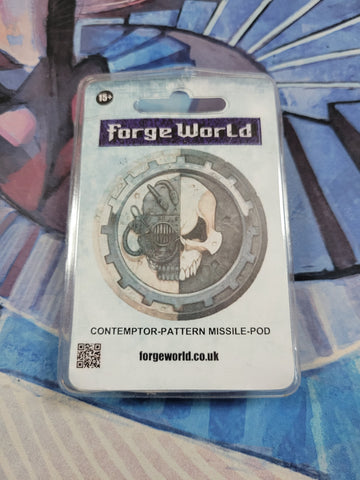 15+
Forge World
CONTEMPTOR-PATTERN MISSILE-POD
forgeworld.co.uk